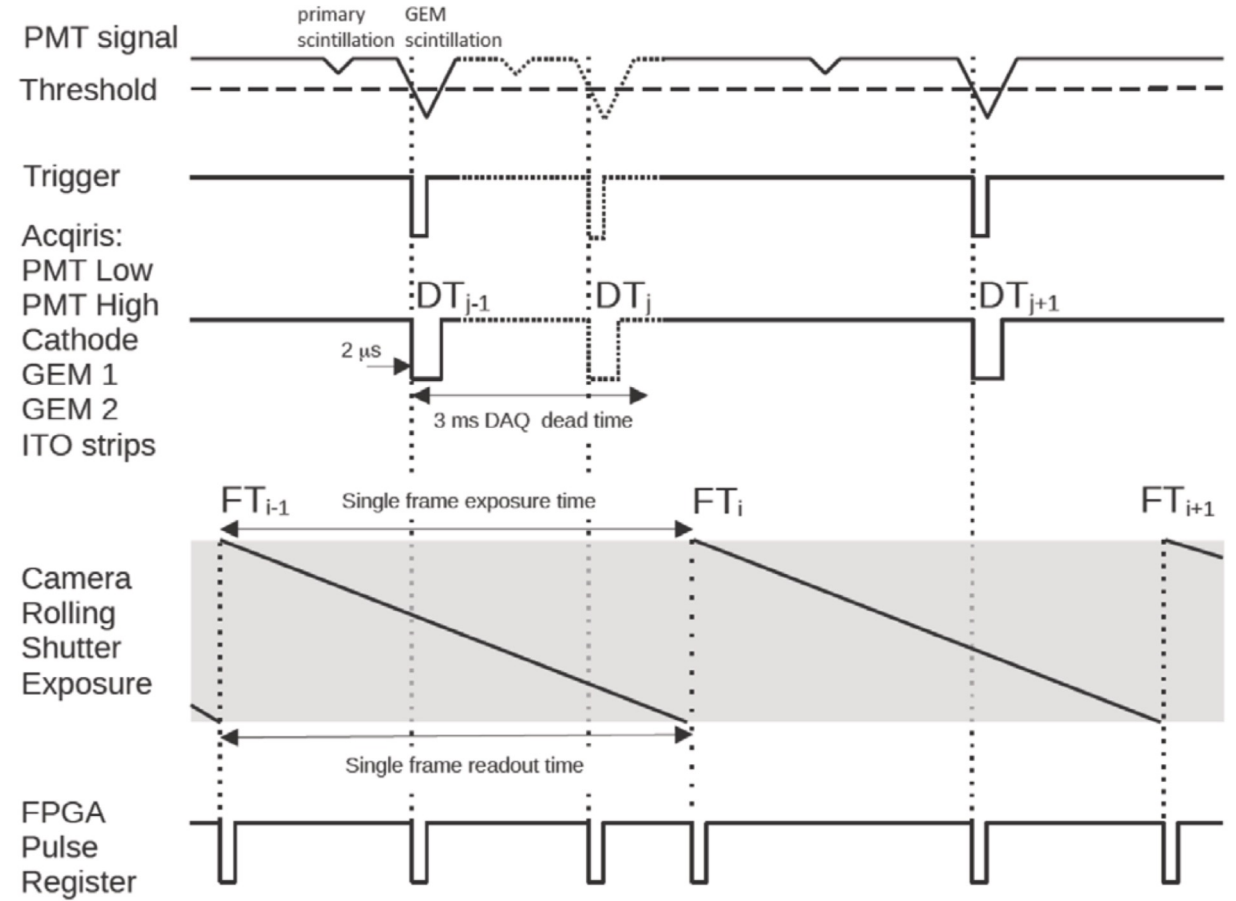 primary GEM
PMT signal scintillation scintillation
Threshold
Trigger
Acqiris:
PMT Low
PMT High
Cathode
GEM 1
GEM 2
ITO strips
DTj-1 DTj DTj+1
2 μs
3 ms DAQ dead time
FTi-1 Single frame exposure time FTi FTi+1
Camera
Rolling
Shutter
Exposure
Single frame readout time
FPGA
Pulse
Register